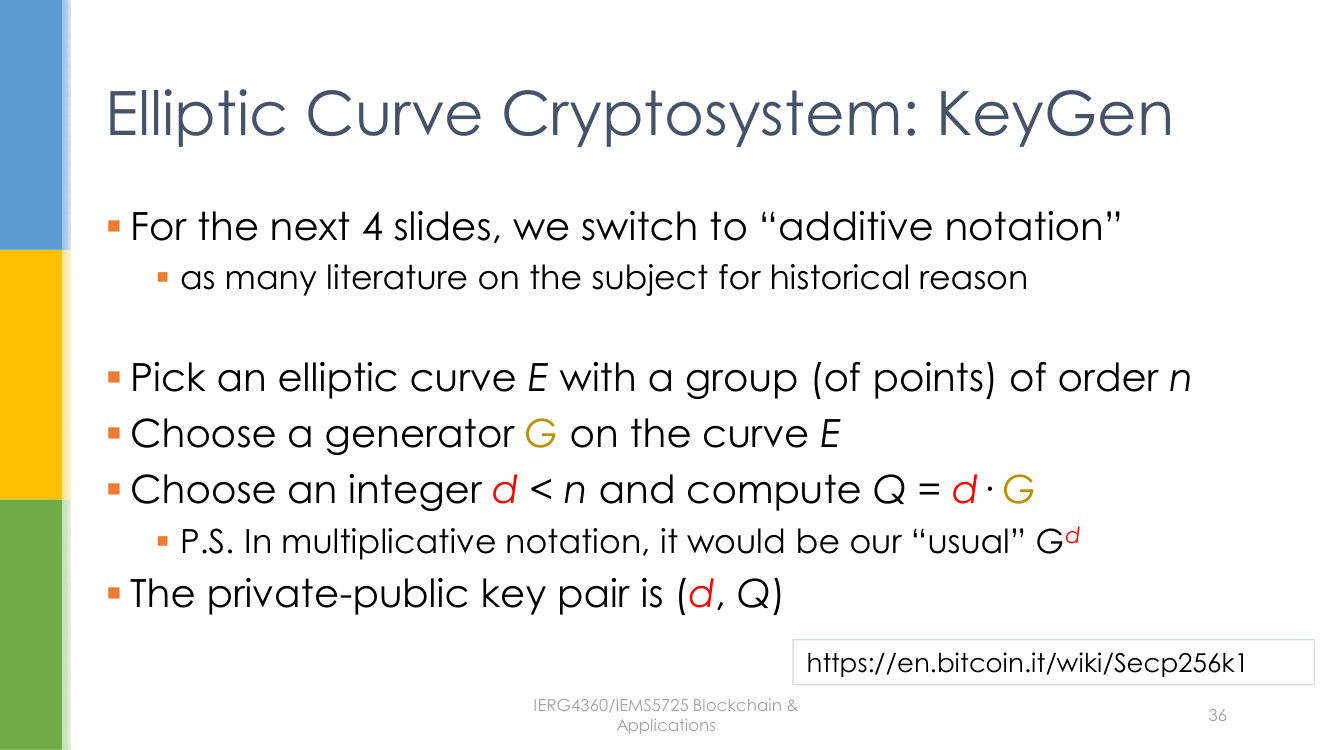 Elliptic Curve Cryptosystem: KeyGen
For the next 4 slides, we switch to “additive notation”
as many literature on the subject for historical reason
Pick an elliptic curve E with a group (of points) of order n
Choose a generator G on the curve E
Choose an integer d < n and compute Q = d · G
P.S. In multiplicative notation, it would be our “usual” Gᵈ
The private-public key pair is (d, Q)
https://en.bitcoin.it/wiki/Secp256k1
IERG4360/IEMS5725 Blockchain &
Applications
36